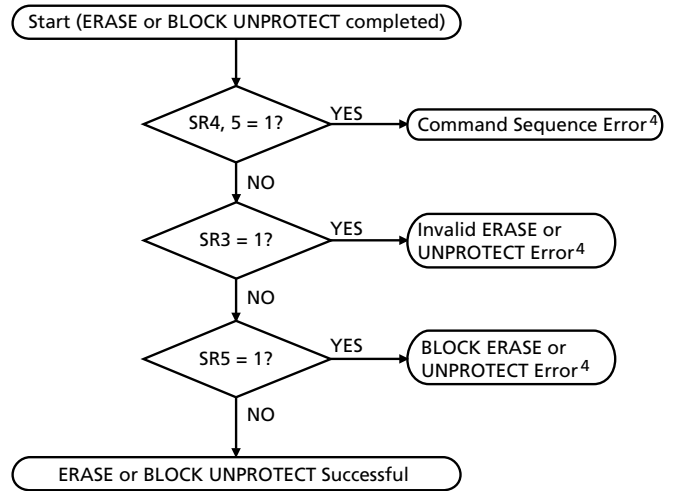 Start (ERASE or BLOCK UNPROTECT completed)
SR4, 5 = 1?
YES
Command Sequence Error4
NO
SR3 = 1?
YES
Invalid ERASE or
UNPROTECT Error4
NO
SR5 = 1?
YES
BLOCK ERASE or
UNPROTECT Error4
NO
ERASE or BLOCK UNPROTECT Successful